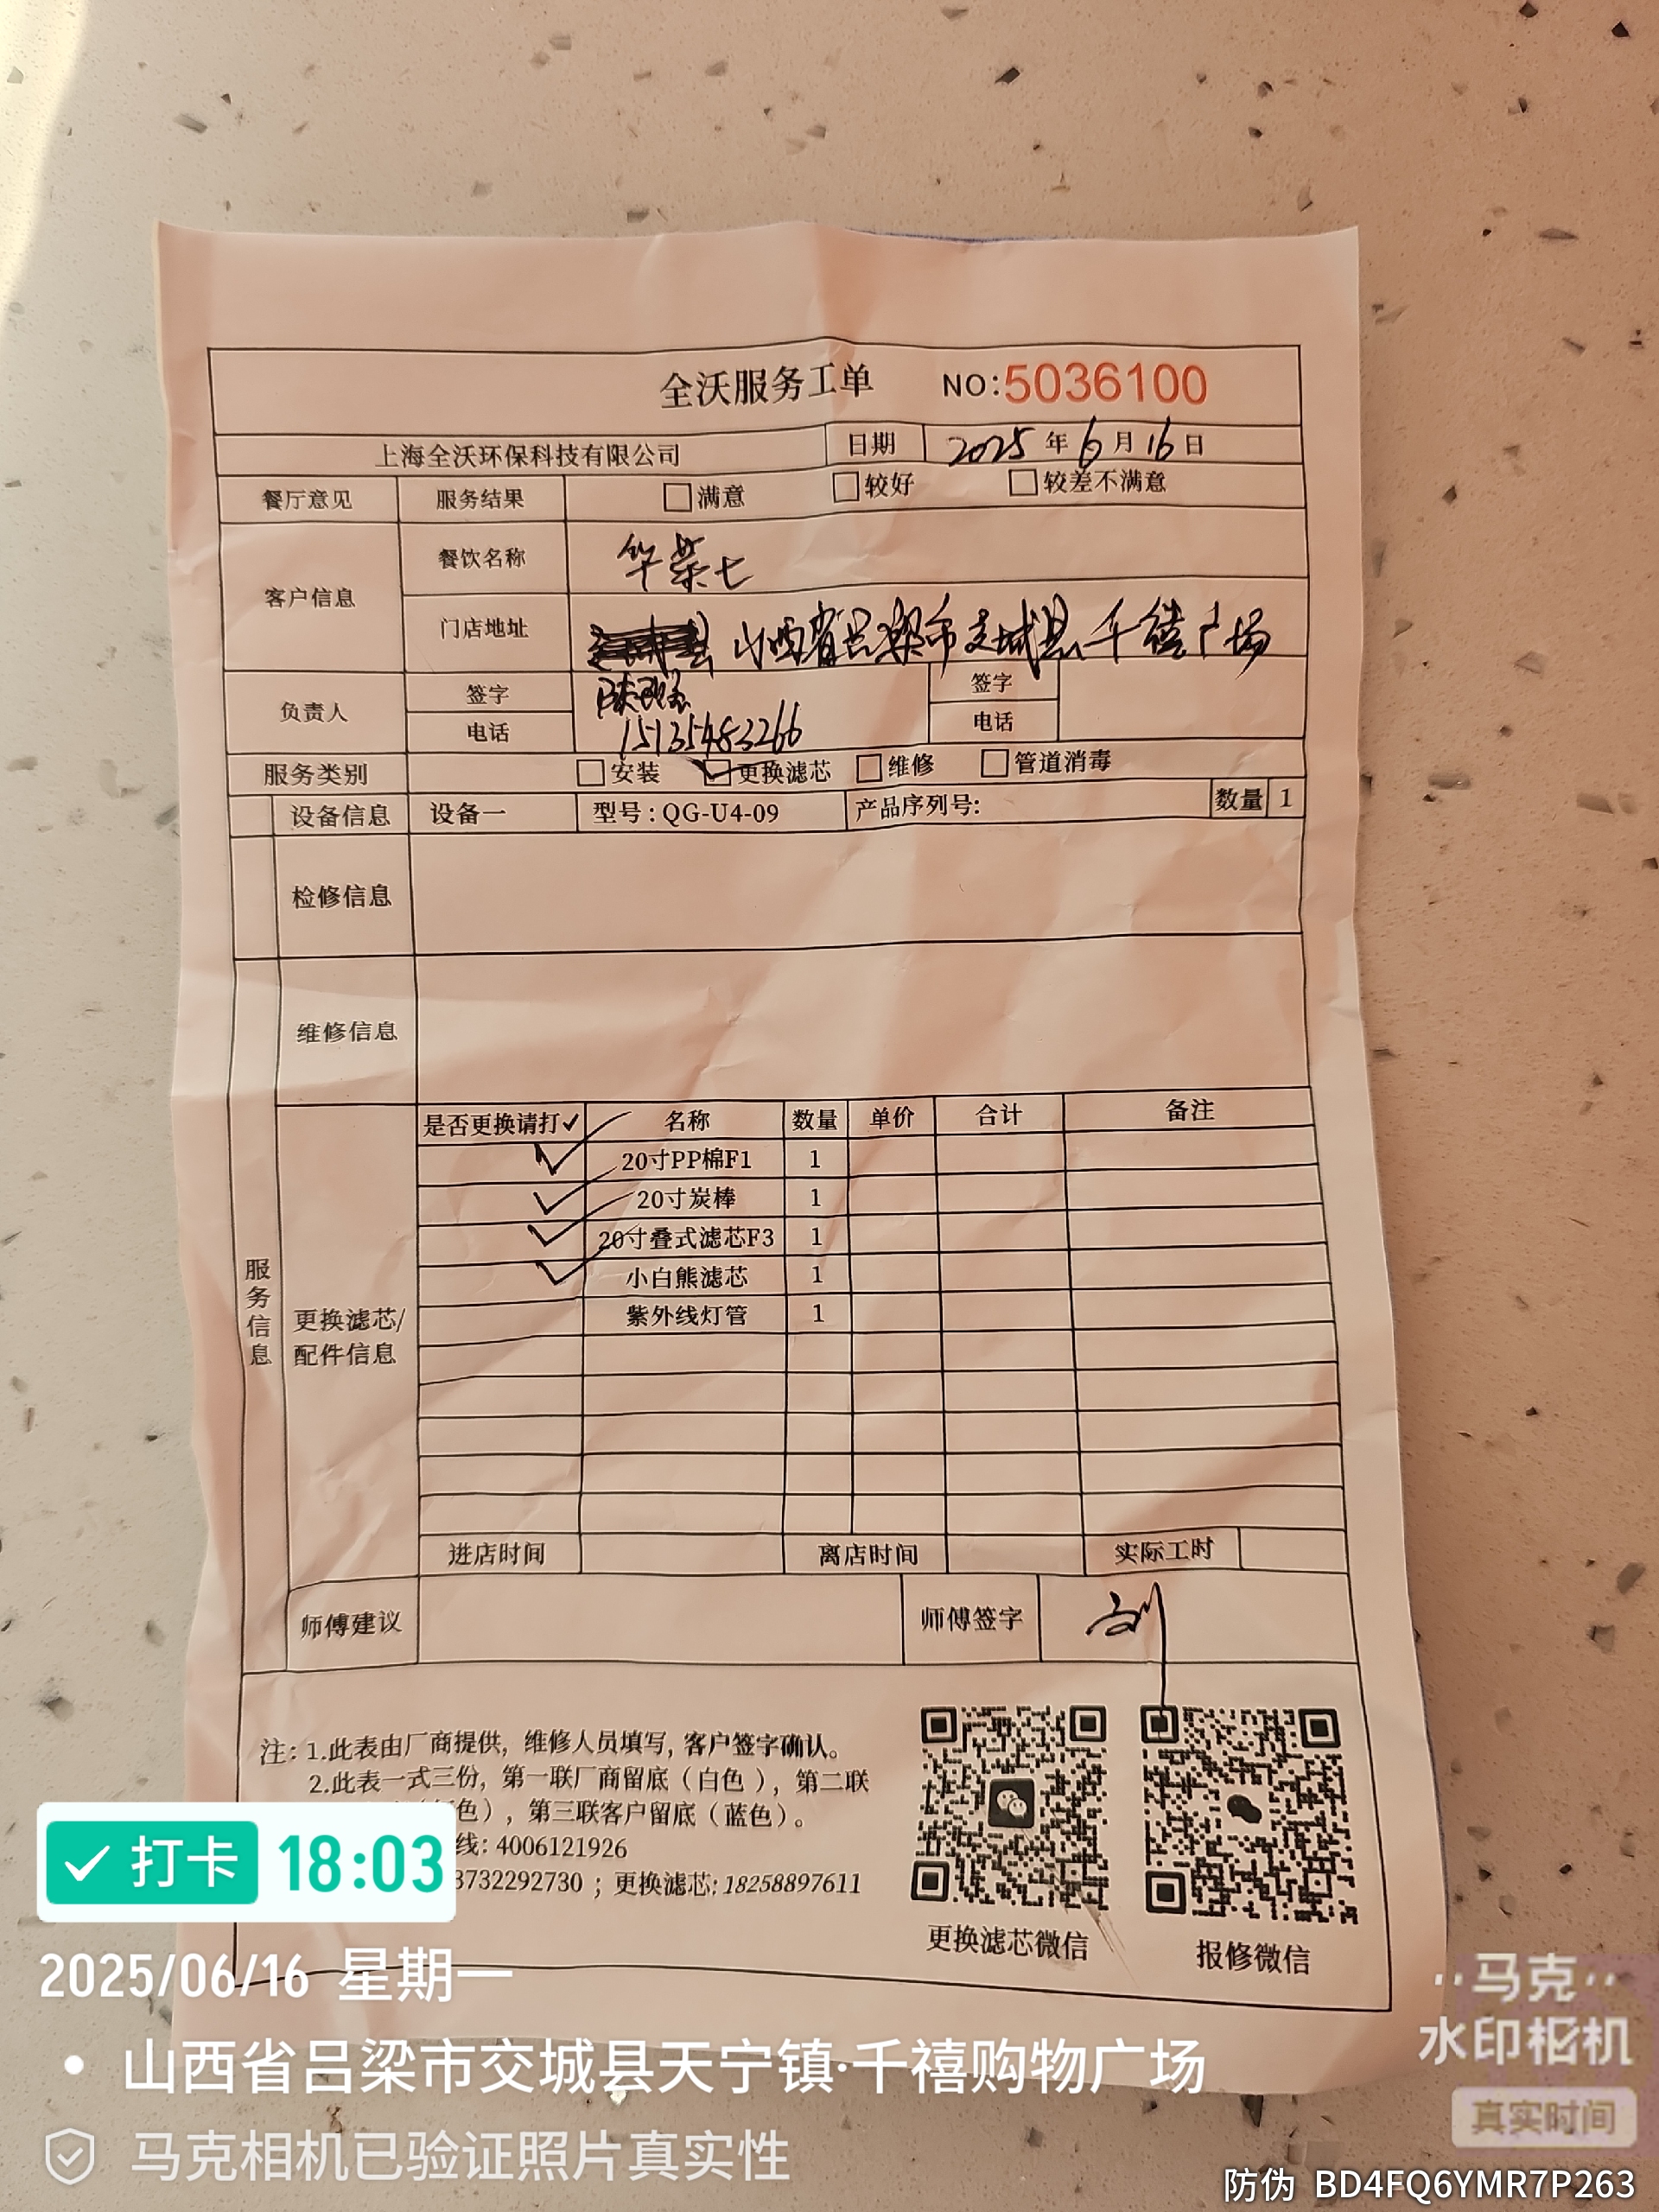 全沃服务工单 NO:5036100
上海全沃环保科技有限公司 日期 2025年6月16日
餐厅意见 服务结果 □满意 □较好 □较差不满意
客户信息 餐饮名称 华莱士
门店地址 山西省吕梁市交城县千禧广场
负责人 签字 签字
电话 15135483266 电话
服务类别 □安装 ☑更换滤芯 □维修 □管道消毒
设备信息 设备一 型号:QG-U4-09 产品序列号: 数量 1
检修信息
维修信息
服务信息
更换滤芯/
配件信息
是否更换请打✓ 名称 数量 单价 合计 备注
✓ 20寸PP棉F1 1
✓ 20寸炭棒 1
✓ 20寸叠式滤芯F3 1
✓ 小白熊滤芯 1
紫外线灯管 1
进店时间 离店时间 实际工时
师傅建议 师傅签字 刘
注: 1.此表由厂商提供, 维修人员填写, 客户签字确认。
2.此表一式三份, 第一联厂商留底(白色), 第二联
色), 第三联客户留底(蓝色)。
线: 4006121926
3732292730 ; 更换滤芯: 18258897611
更换滤芯微信 报修微信
✓ 打卡 18:03
2025/06/16 星期一
山西省吕梁市交城县天宁镇·千禧购物广场
马克相机已验证照片真实性
马克
水印相机
真实时间
防伪 BD4FQ6YMR7P263